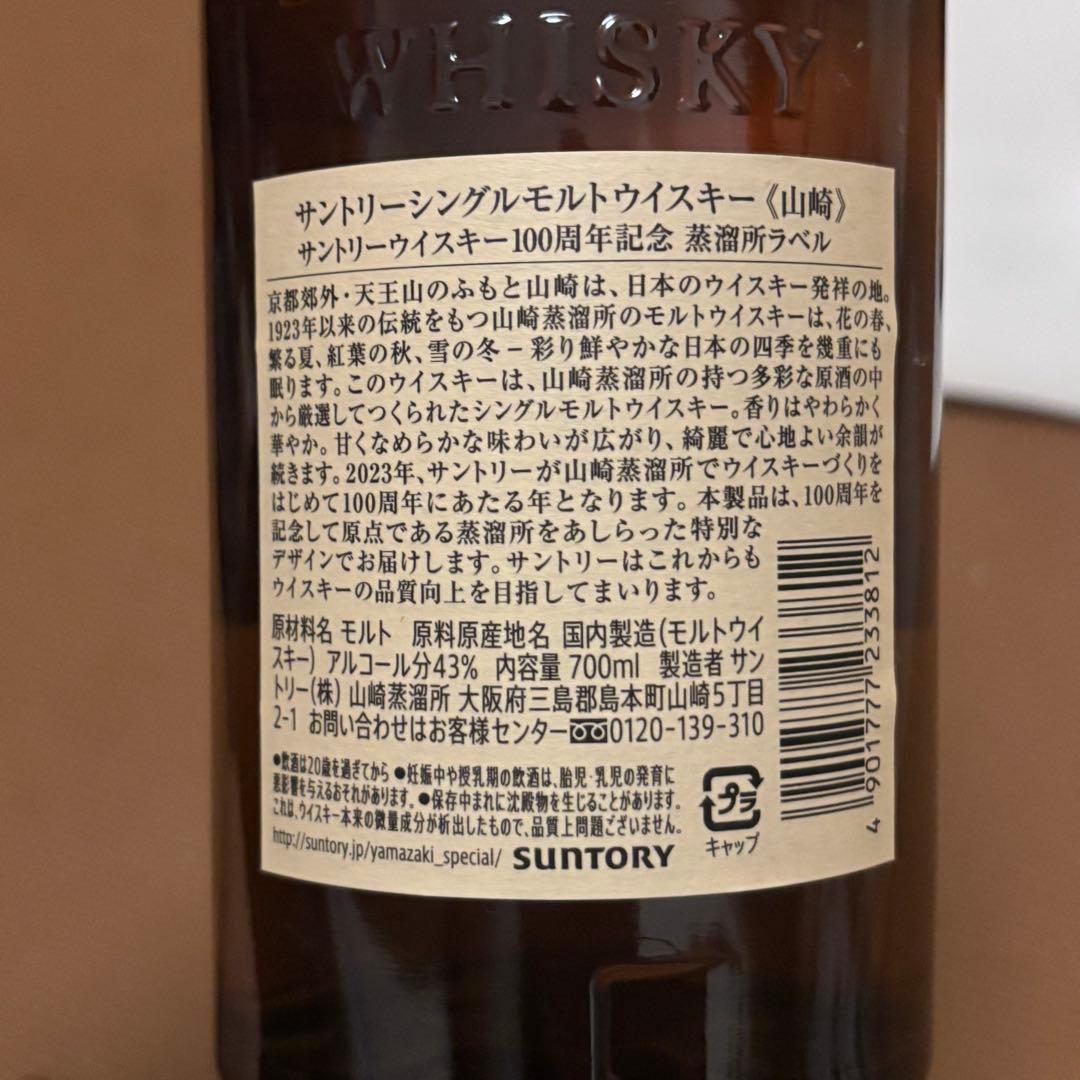 WHISKY
サントリーシングルモルトウイスキー《山崎》
サントリーウイスキー100周年記念 蒸溜所ラベル
京都郊外・天王山のふもと山崎は、日本のウイスキー発祥の地。
1923年以来の伝統をもつ山崎蒸溜所のモルトウイスキーは、花の春、
繁る夏、紅葉の秋、雪の冬－彩り鮮やかな日本の四季を幾重にも
眠ります。このウイスキーは、山崎蒸溜所の持つ多彩な原酒の中
から厳選してつくられたシングルモルトウイスキー。香りはやわらかく
華やか。甘くなめらかな味わいが広がり、綺麗で心地よい余韻が
続きます。2023年、サントリーが山崎蒸溜所でウイスキーづくりを
はじめて100周年にあたる年となります。本製品は、100周年を
記念して原点である蒸溜所をあしらった特別な
デザインでお届けします。サントリーはこれからも
ウイスキーの品質向上を目指してまいります。
原材料名 モルト 原料原産地名 国内製造(モルトウイ
スキー) アルコール分43% 内容量 700ml 製造者 サン
トリー(株) 山崎蒸溜所 大阪府三島郡島本町山崎5丁目
2-1 お問い合わせはお客様センター0120-139-310
●飲酒は20歳を過ぎてから ●妊娠中や授乳期の飲酒は、胎児・乳児の発育に
悪影響を与えるおそれがあります。●保存中まれに沈殿物を生じることがあります。
これは、ウイスキー本来の微量成分が析出したもので、品質上問題ございません。
http://suntory.jp/yamazaki_special/ SUNTORY
プラ
キャップ
4 901777 233812